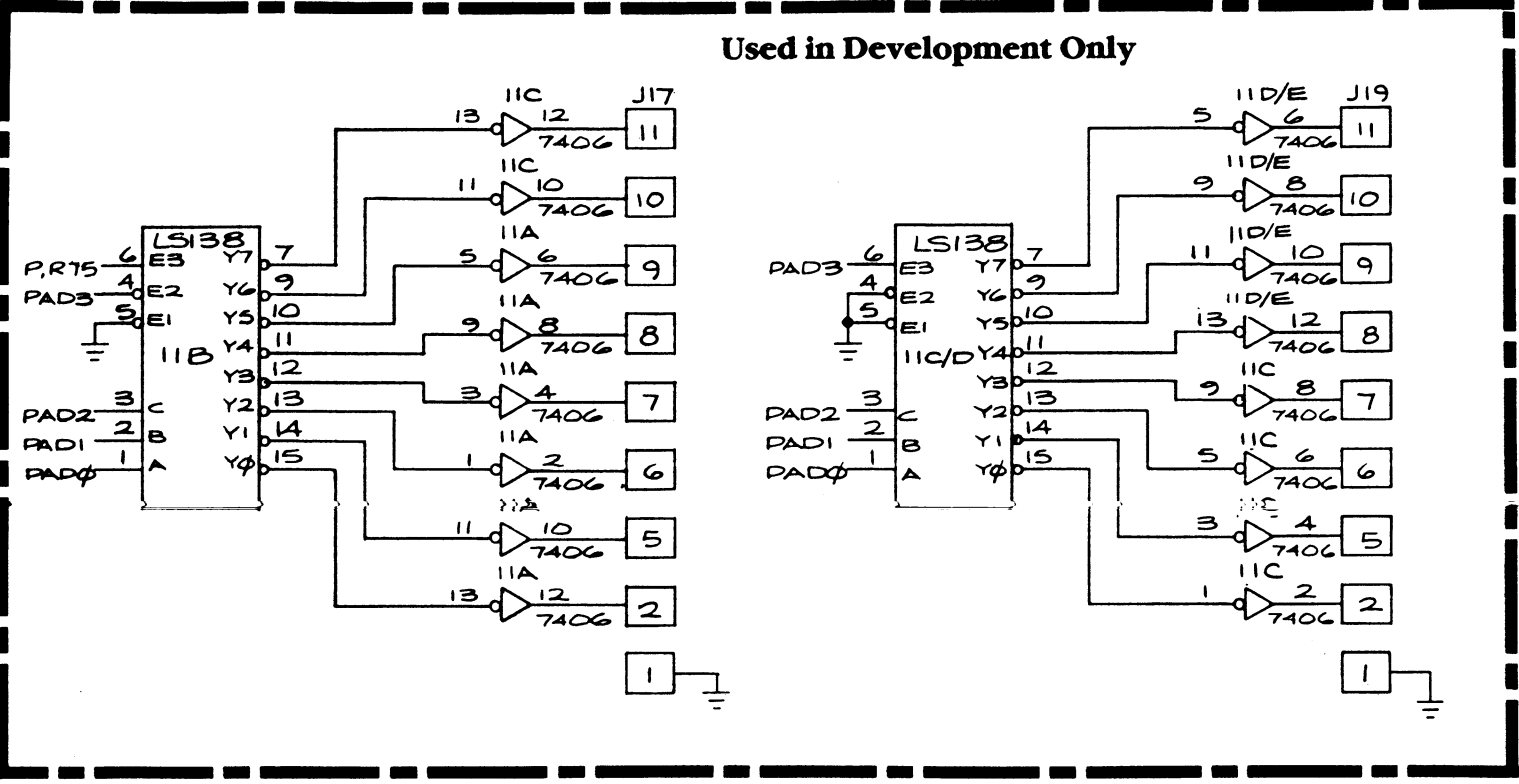 Used in Development Only
11C J17
13 12 7406 11
11C
11 10 7406 10
11A
5 6 7406 9
11A
9 8 7406 8
11A
3 4 7406 7
11A
1 2 7406 6
11 10 7406 5
11A
13 12 7406 2
1
LS138
P,R75 6 E3 Y7 7
PAD3 4 E2 Y6 9
5 E1 Y5 10
11B Y4 11
Y3 12
PAD2 3 C Y2 13
PAD1 2 B Y1 14
PADØ 1 A YØ 15
11D/E J19
5 6 7406 11
11D/E
9 8 7406 10
11D/E
11 10 7406 9
11D/E
13 12 7406 8
11C
9 8 7406 7
11C
5 6 7406 6
3 4 7406 5
11C
1 2 7406 2
1
LS138
PAD3 6 E3 Y7 7
4 E2 Y6 9
5 E1 Y5 10
11C/D Y4 11
Y3 12
PAD2 3 C Y2 13
PAD1 2 B Y1 14
PADØ 1 A YØ 15